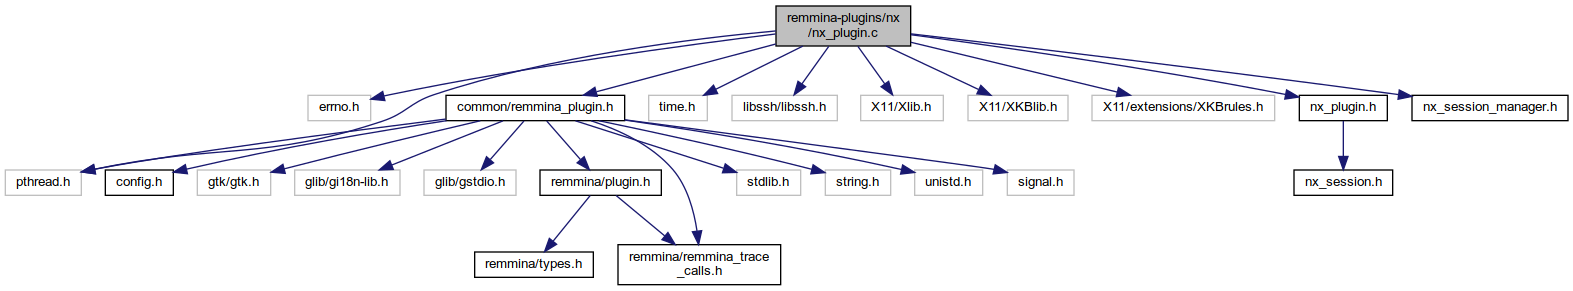 remmina-plugins/nx
/nx_plugin.c
errno.h
common/remmina_plugin.h
time.h
libssh/libssh.h
X11/Xlib.h
X11/XKBlib.h
X11/extensions/XKBrules.h
nx_plugin.h
nx_session_manager.h
pthread.h
config.h
gtk/gtk.h
glib/gi18n-lib.h
glib/gstdio.h
remmina/plugin.h
stdlib.h
string.h
unistd.h
signal.h
nx_session.h
remmina/types.h
remmina/remmina_trace
_calls.h